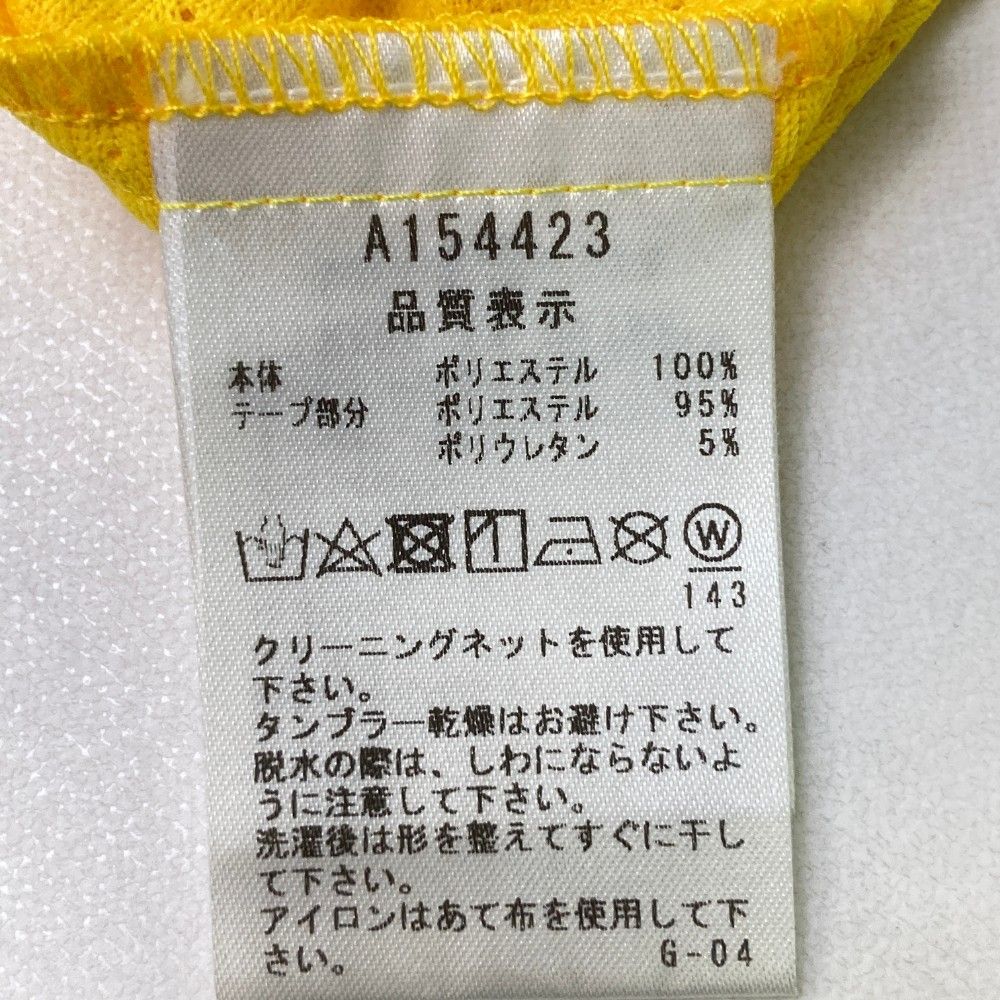 A154423
品質表示
本体 ポリエステル 100%
テープ部分 ポリエステル 95%
ポリウレタン 5%
W
143
クリーニングネットを使用して
下さい。
タンブラー乾燥はお避け下さい。
脱水の際は、しわにならないよ
うに注意して下さい。
洗濯後は形を整えてすぐに干し
て下さい。
アイロンはあて布を使用して下
さい。 G-04